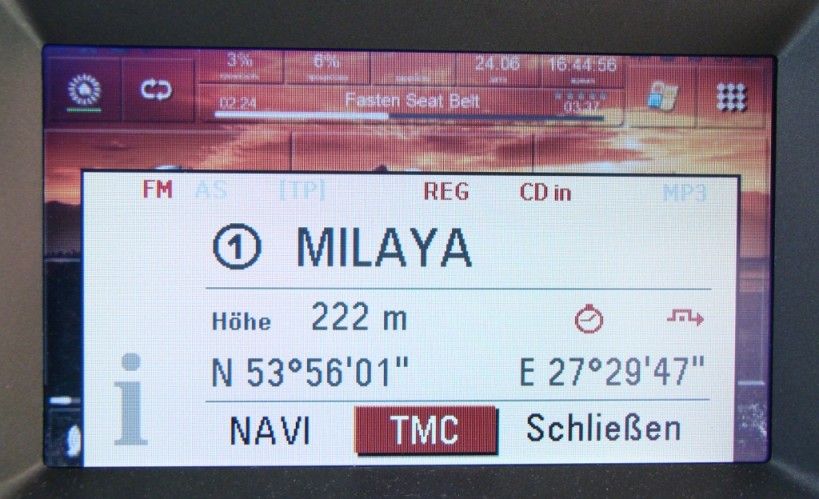 3% 6% 24.06 16:44:56
02:24 Fasten Seat Belt 03:37
FM AS [TP] REG CD in MP3
1 MILAYA
Höhe 222 m
N 53°56'01" E 27°29'47"
i
NAVI TMC Schließen